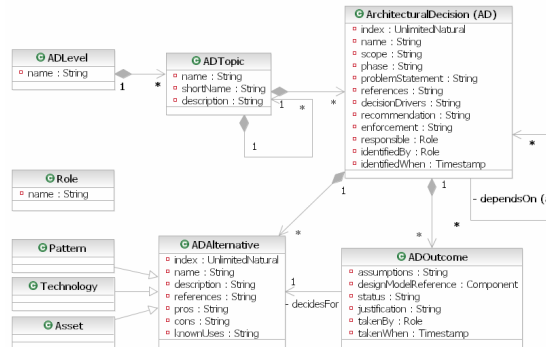 ArchitecturalDecision (AD)
index : UnlimitedNatural
name : String
scope : String
phase : String
problemStatement : String
references : String
decisionDrivers : String
recommendation : String
enforcement : String
responsible : Role
identifiedBy : Role
identifiedWhen : Timestamp
ADLevel
name : String
1
*
ADTopic
name : String
shortName : String
description : String
1
*
1
*
*
- dependsOn (a
1
1
Role
name : String
*
*
*
Pattern
Technology
Asset
ADAlternative
index : UnlimitedNatural
name : String
description : String
references : String
pros : String
cons : String
knownUses : String
1
- decidesFor
ADOutcome
assumptions : String
designModelReference : Component
status : String
justification : String
takenBy : Role
takenWhen : Timestamp